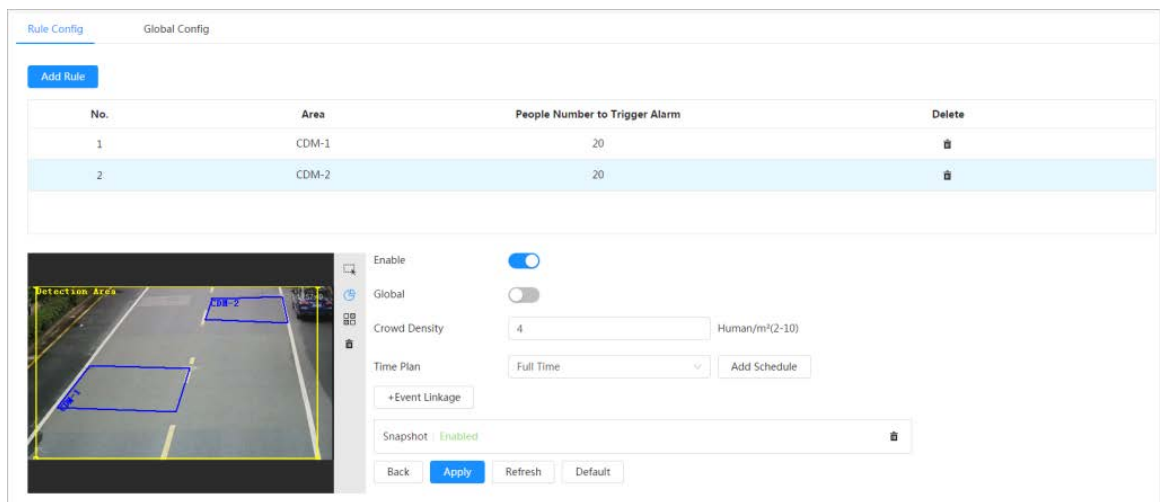 Rule Config Global Config
Add Rule
No. Area People Number to Trigger Alarm Delete
1 CDM-1 20
2 CDM-2 20
Detection Area
CDM-2
CDM-1
Enable
Global
Crowd Density 4 Human/m²(2-10)
Time Plan Full Time Add Schedule
+Event Linkage
Snapshot Enabled
Back Apply Refresh Default